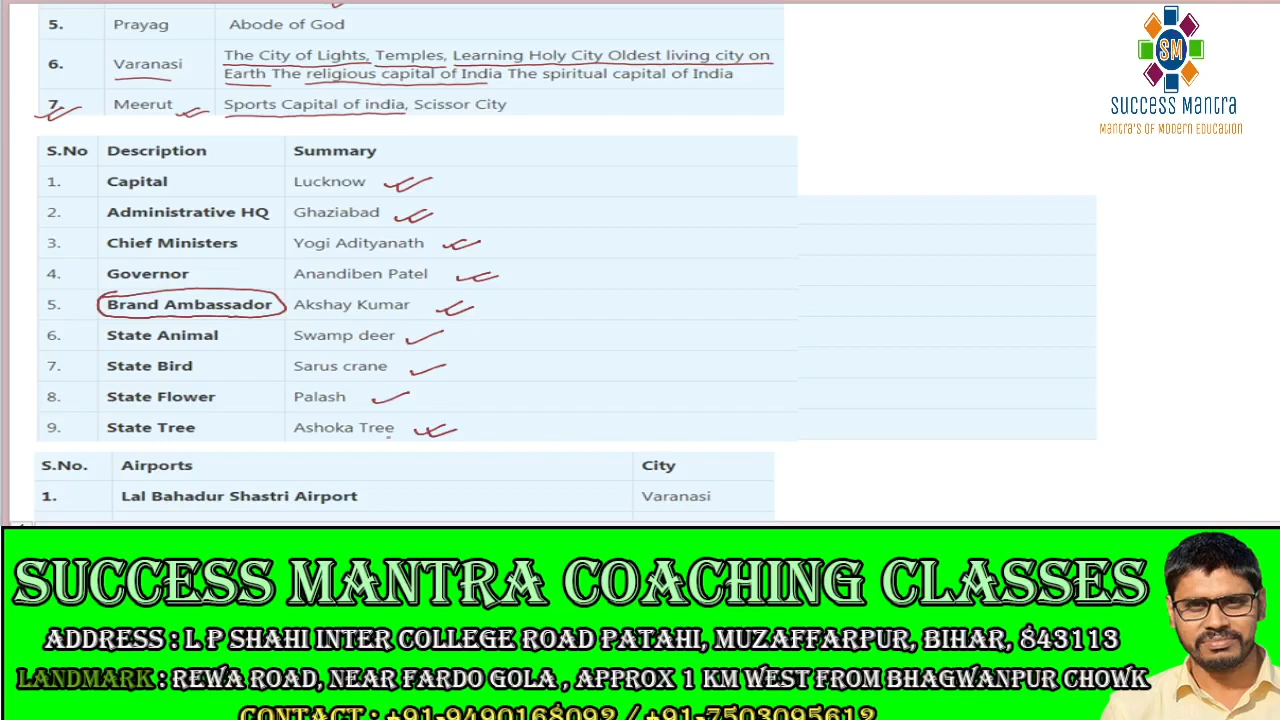 5. Prayag Abode of God
6. Varanasi The City of Lights, Temples, Learning Holy City Oldest living city on
Earth The religious capital of India The spiritual capital of India
7. Meerut Sports Capital of india, Scissor City
SM
SUCCESS MANTRA
MANTRA'S OF MODERN EDUCATION
S.No Description Summary
1. Capital Lucknow
2. Administrative HQ Ghaziabad
3. Chief Ministers Yogi Adityanath
4. Governor Anandiben Patel
5. Brand Ambassador Akshay Kumar
6. State Animal Swamp deer
7. State Bird Sarus crane
8. State Flower Palash
9. State Tree Ashoka Tree
S.No. Airports City
1. Lal Bahadur Shastri Airport Varanasi
SUCCESS MANTRA COACHING CLASSES
ADDRESS : L P SHAHI INTER COLLEGE ROAD PATAHI, MUZAFFARPUR, BIHAR, 843113
LANDMARK : REWA ROAD, NEAR FARDO GOLA , APPROX 1 KM WEST FROM BHAGWANPUR CHOWK
CONTACT : +91-9490168092 / +91-7503095612